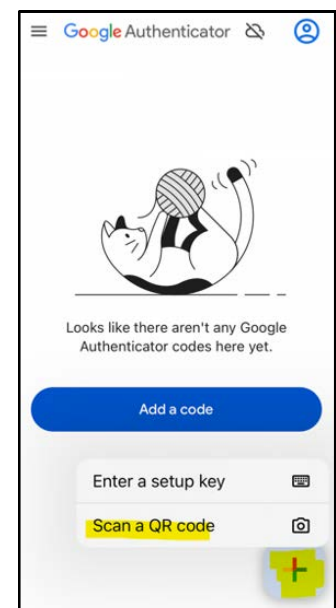 Google Authenticator
Looks like there aren't any Google
Authenticator codes here yet.
Add a code
Enter a setup key
Scan a QR code